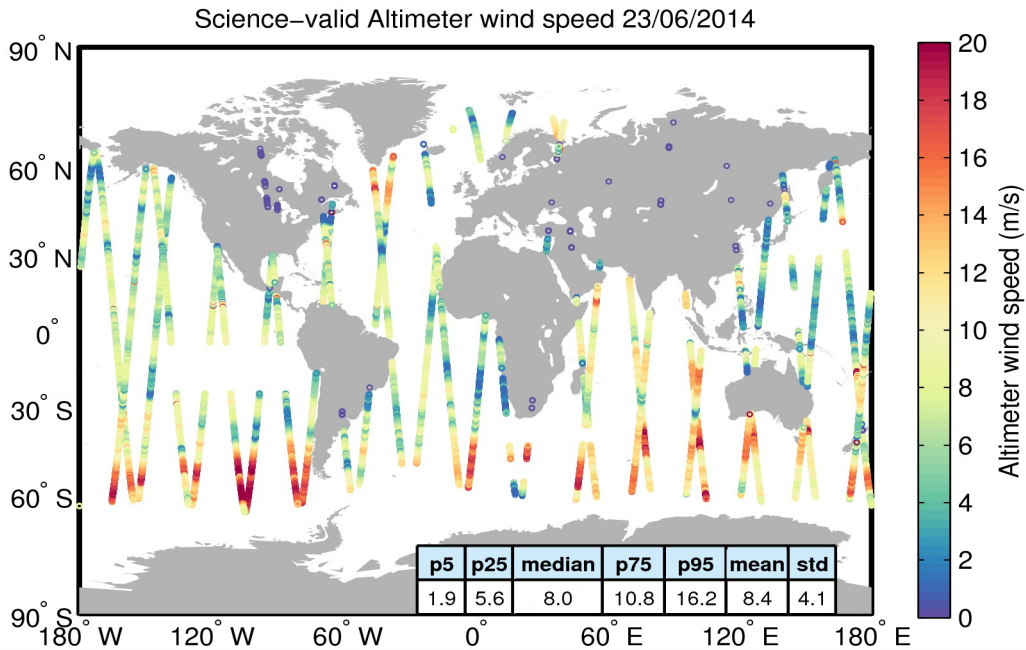 Science−valid Altimeter wind speed 23/06/2014
90° N
60° N
30° N
0°
30° S
60° S
90° S
180° W
120° W
60° W
0°
60° E
120° E
180° E
p5 p25 median p75 p95 mean std
1.9 5.6 8.0 10.8 16.2 8.4 4.1
20
18
16
14
12
10
8
6
4
2
0
Altimeter wind speed (m/s)